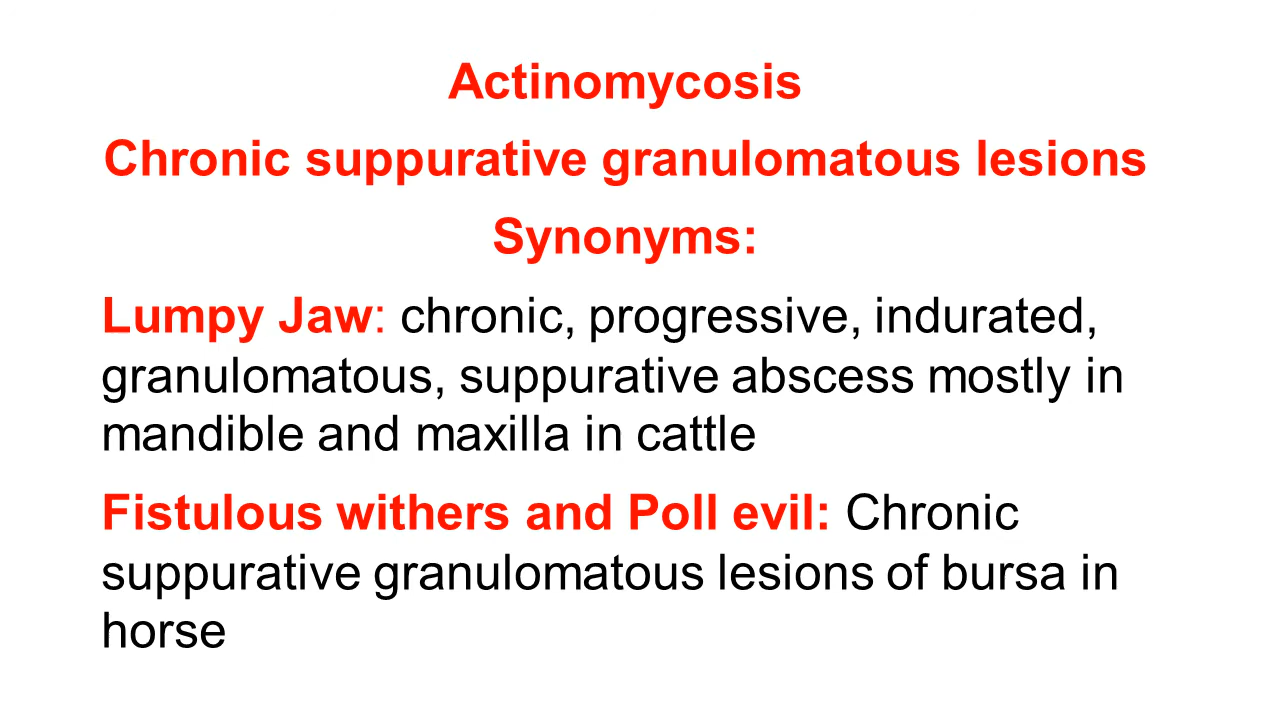 Actinomycosis
Chronic suppurative granulomatous lesions
Synonyms:
Lumpy Jaw: chronic, progressive, indurated,
granulomatous, suppurative abscess mostly in
mandible and maxilla in cattle
Fistulous withers and Poll evil: Chronic
suppurative granulomatous lesions of bursa in
horse